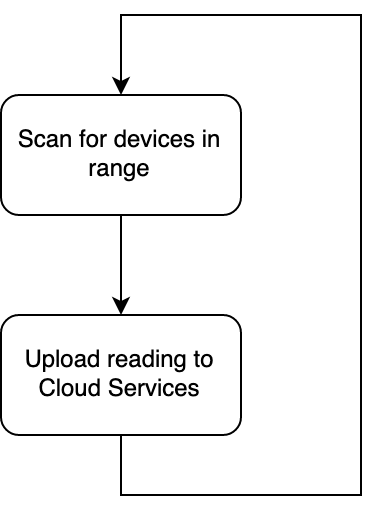 Scan for devices in
range
Upload reading to
Cloud Services